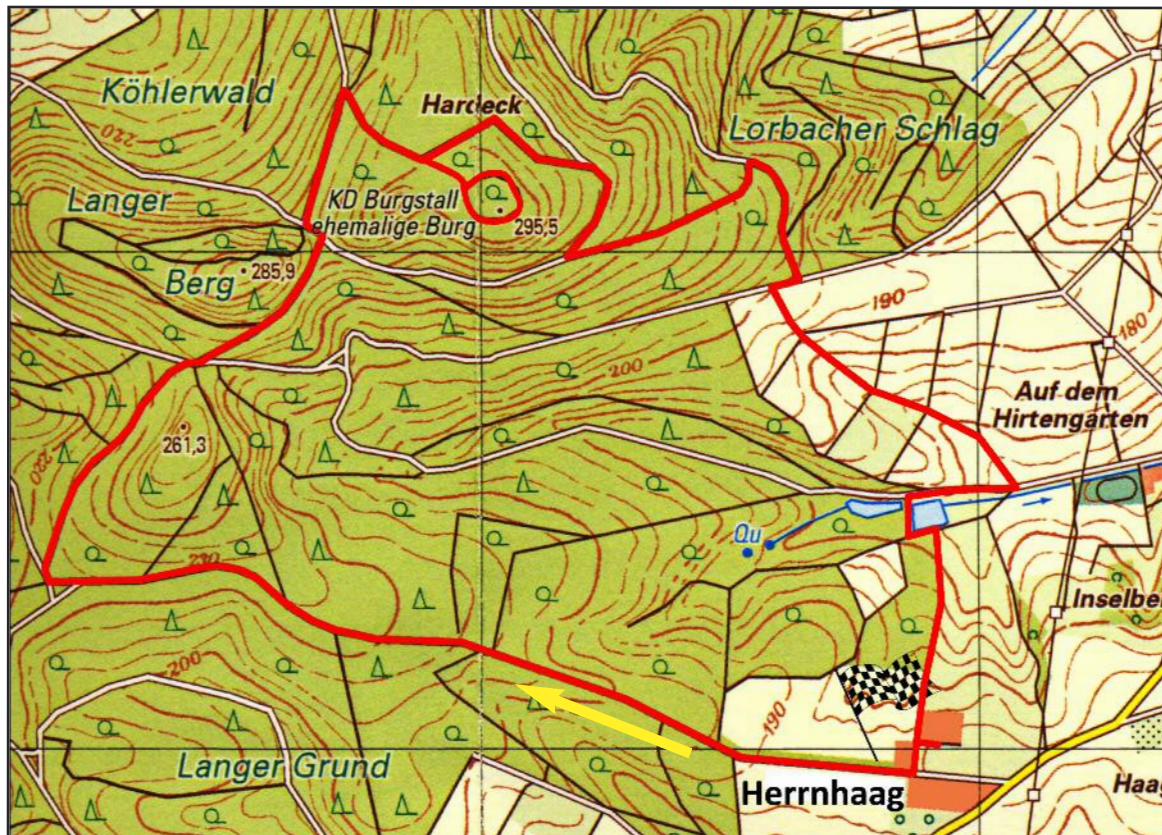 Köhlerwald
220
Hardeck
Lorbacher Schlag
Langer
KD Burgstall
ehemalige Burg
295,5
285,9
Berg
190
180
200
Auf dem
Hirtengarten
261,3
220
Qu
230
Inselbe
200
190
Langer Grund
Herrnhaag
Haag